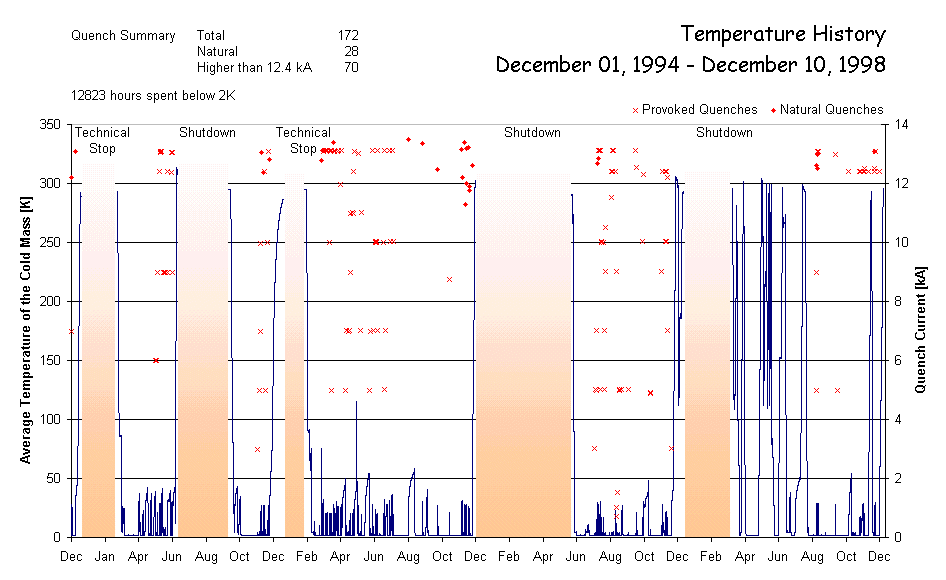 Temperature History
December 01, 1994 - December 10, 1998
Quench Summary Total 172
Natural 28
Higher than 12.4 kA 70
12823 hours spent below 2K
Provoked Quenches Natural Quenches
Technical Stop
Shutdown
Technical Stop
Shutdown
Shutdown
Average Temperature of the Cold Mass [K]
350
300
250
200
150
100
50
0
Quench Current [kA]
14
12
10
8
6
4
2
0
Dec Jan Apr Jun Aug Oct Dec Feb Apr Jun Aug Oct Dec Feb Apr Jun Aug Oct Dec Feb Apr Jun Aug Oct Dec